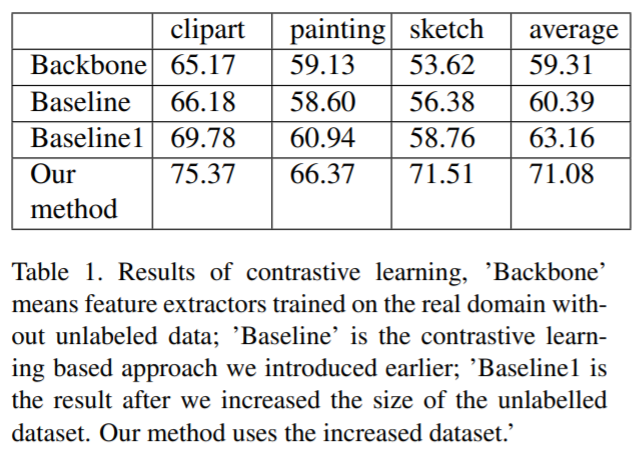 clipart painting sketch average
Backbone 65.17 59.13 53.62 59.31
Baseline 66.18 58.60 56.38 60.39
Baseline1 69.78 60.94 58.76 63.16
Our 75.37 66.37 71.51 71.08
method
Table 1. Results of contrastive learning, ’Backbone’
means feature extractors trained on the real domain with-
out unlabeled data; ’Baseline’ is the contrastive learn-
ing based approach we introduced earlier; ’Baseline1 is
the result after we increased the size of the unlabelled
dataset. Our method uses the increased dataset.’